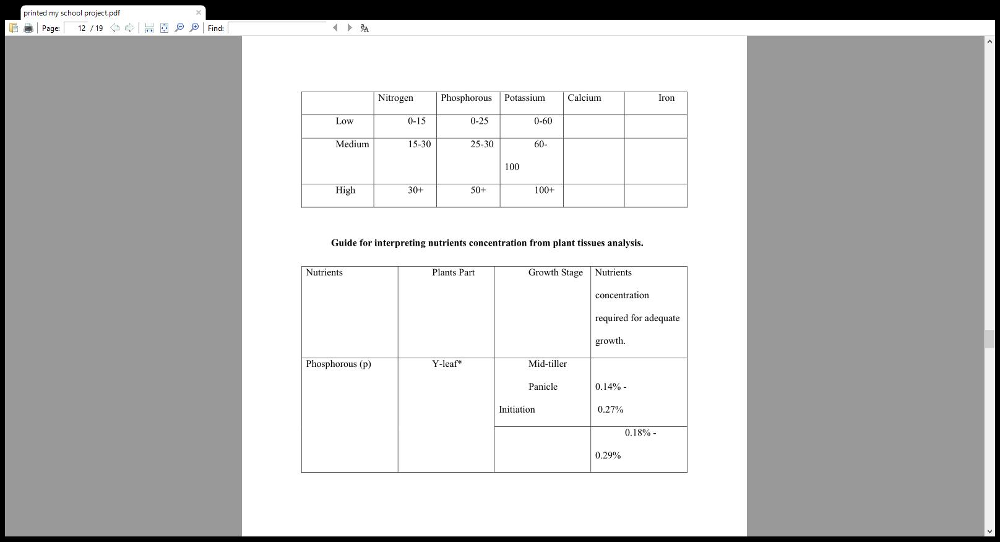 printed my school project.pdf
Page: 12 / 19 Find:
Nitrogen Phosphorous Potassium Calcium Iron
Low 0-15 0-25 0-60
Medium 15-30 25-30 60-
100
High 30+ 50+ 100+
Guide for interpreting nutrients concentration from plant tissues analysis.
Nutrients Plants Part Growth Stage Nutrients
concentration
required for adequate
growth.
Phosphorous (p) Y-leaf* Mid-tiller
Panicle 0.14% -
Initiation 0.27%
0.18% -
0.29%